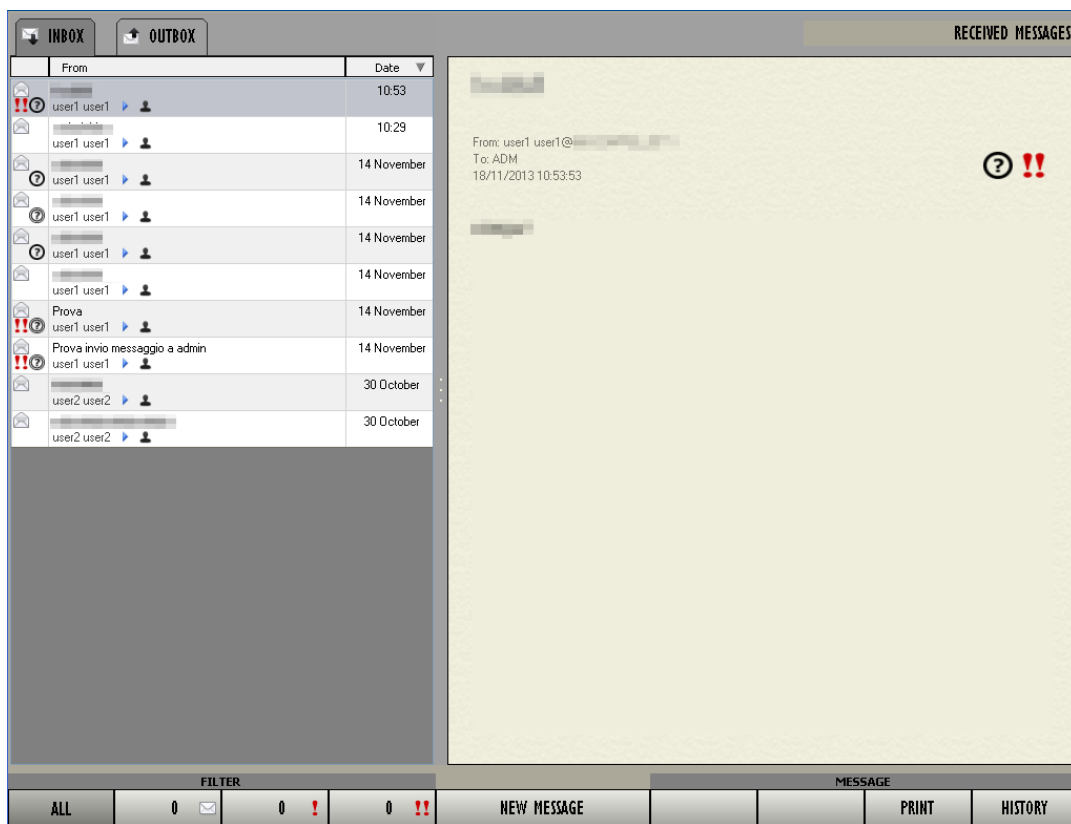 INBOX
OUTBOX
RECEIVED MESSAGES
From Date
10:53
user1 user1
10:29
user1 user1
14 November
user1 user1
14 November
user1 user1
14 November
user1 user1
14 November
user1 user1
Prova 14 November
user1 user1
Prova invio messaggio a admin 14 November
user1 user1
30 October
user2 user2
30 October
user2 user2
From: user1 user1@
To: ADM
18/11/2013 10:53:53
FILTER
MESSAGE
ALL 0 0 ! 0 !! NEW MESSAGE PRINT HISTORY